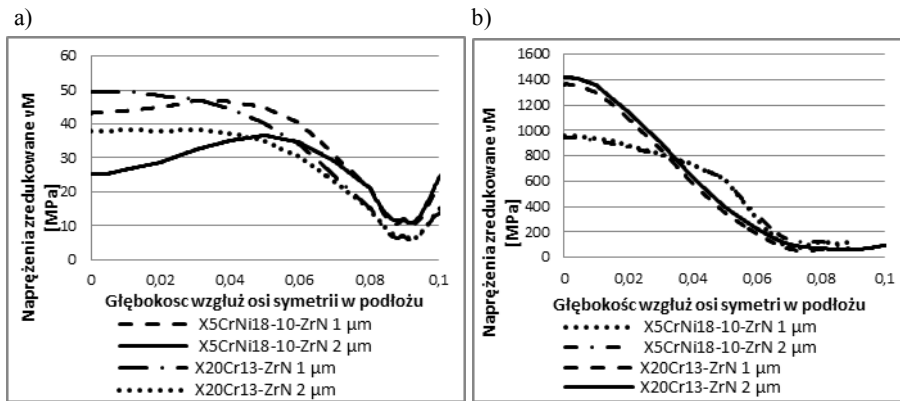 a)
b)
60
50
40
30
20
10
0
0
0,02
0,04
0,06
0,08
0,1
Naprężenia zredukowane vM
[MPa]
Głębokosc wzgłuż osi symetrii w podłożu
X5CrNi18-10-ZrN 1 µm
X5CrNi18-10-ZrN 2 µm
X20Cr13-ZrN 1 µm
X20Cr13-ZrN 2 µm
1600
1400
1200
1000
800
600
400
200
0
0
0,02
0,04
0,06
0,08
0,1
Naprężenia zredukowane vM
[MPa]
Głębokośc wzgłuż osi symetrii w podłożu
X5CrNi18-10-ZrN 1 µm
X5CrNi18-10-ZrN 2 µm
X20Cr13-ZrN 1 µm
X20Cr13-ZrN 2 µm